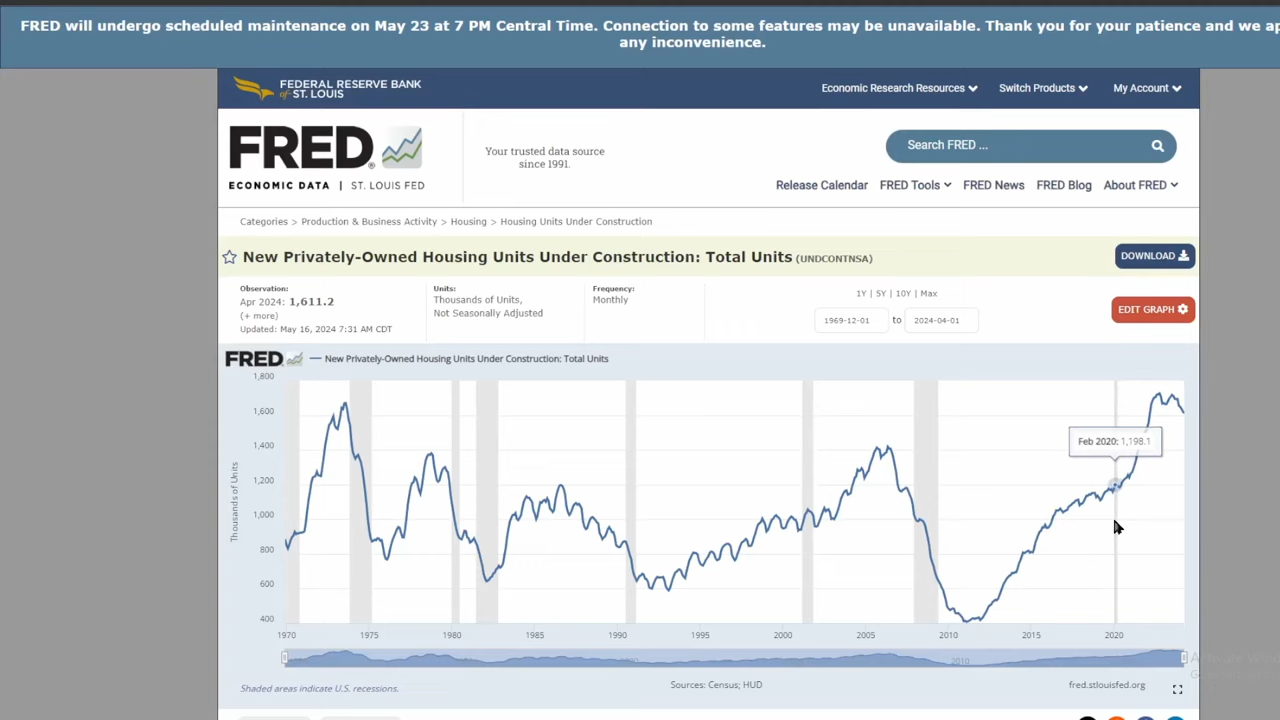 FRED will undergo scheduled maintenance on May 23 at 7 PM Central Time. Connection to some features may be unavailable. Thank you for your patience and we
any inconvenience.
FEDERAL RESERVE BANK
of ST. LOUIS
Economic Research Resources
Switch Products
My Account
FRED
ECONOMIC DATA | ST. LOUIS FED
Your trusted data source
since 1991.
Search FRED ...
Release Calendar
FRED Tools
FRED News
FRED Blog
About FRED
Categories > Production & Business Activity > Housing > Housing Units Under Construction
New Privately-Owned Housing Units Under Construction: Total Units (UNDCONTNSA)
DOWNLOAD
Observation:
Apr 2024: 1,611.2
(+ more)
Updated: May 16, 2024 7:31 AM CDT
Units:
Thousands of Units,
Not Seasonally Adjusted
Frequency:
Monthly
1Y | 5Y | 10Y | Max
1969-12-01 to 2024-04-01
EDIT GRAPH
FRED
New Privately-Owned Housing Units Under Construction: Total Units
Thousands of Units
1,800
1,600
1,400
1,200
1,000
800
600
400
Feb 2020: 1,198.1
1970 1975 1980 1985 1990 1995 2000 2005 2010 2015 2020
2010
Shaded areas indicate U.S. recessions.
Sources: Census; HUD
fred.stlouisfed.org